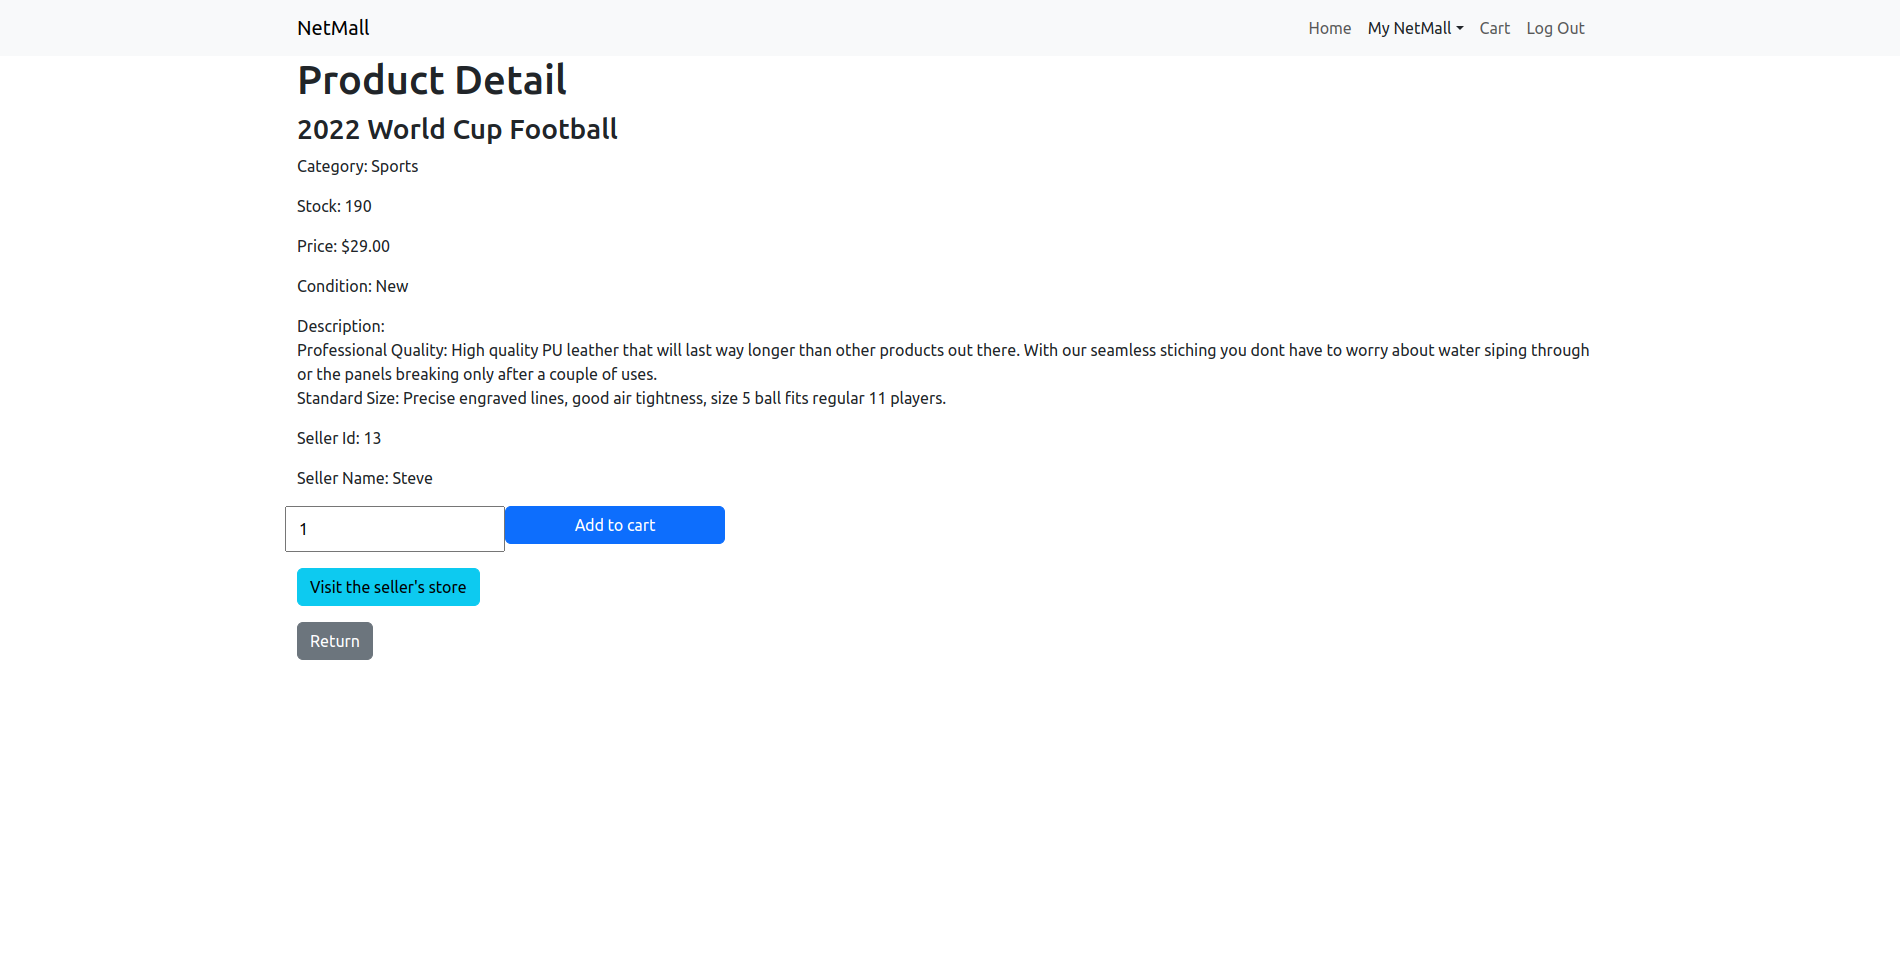 NetMall
Home My NetMall Cart Log Out
Product Detail
2022 World Cup Football
Category: Sports
Stock: 190
Price: $29.00
Condition: New
Description:
Professional Quality: High quality PU leather that will last way longer than other products out there. With our seamless stiching you dont have to worry about water siping through
or the panels breaking only after a couple of uses.
Standard Size: Precise engraved lines, good air tightness, size 5 ball fits regular 11 players.
Seller Id: 13
Seller Name: Steve
1
Add to cart
Visit the seller's store
Return